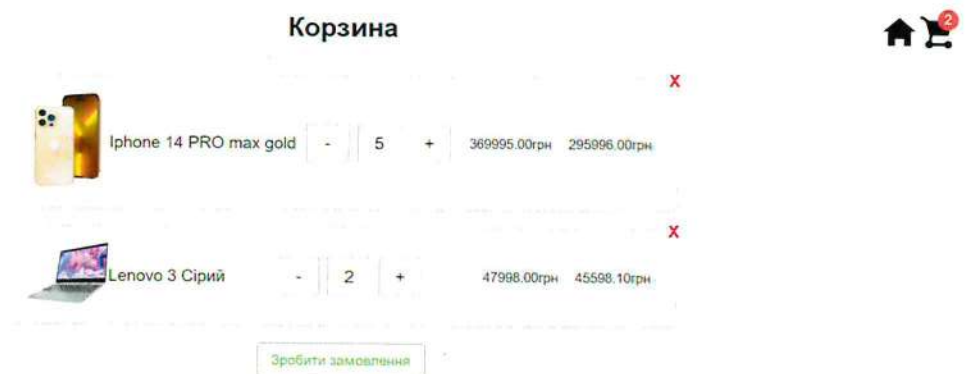 Корзина
2
X
Iphone 14 PRO max gold - 5 + 369995.00грн 295996.00грн
X
Lenovo 3 Сірий - 2 + 47998.00грн 45598.10грн
Зробити замовлення